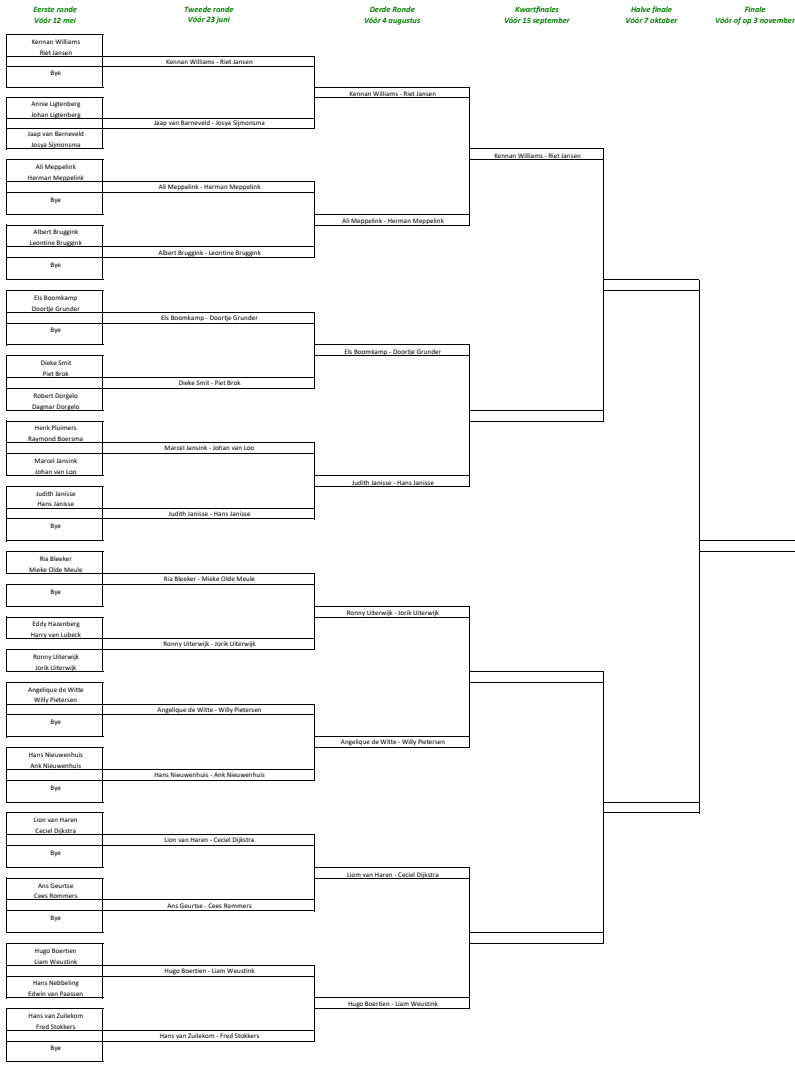 Eerste ronde
Vóór 12 mei
Tweede ronde
Vóór 23 juni
Derde Ronde
Vóór 4 augustus
Kwartfinales
Vóór 15 september
Halve finale
Vóór 7 oktober
Finale
Vóór of op 3 november
Kennan Williams
Riet Jansen
Bye
Annie Ligtenberg
Johan Ligtenberg
Jaap van Barneveld
Josya Sijmonsma
Ali Meppelink
Herman Meppelink
Bye
Albert Bruggink
Leontine Bruggink
Bye
Els Boomkamp
Doortje Grunder
Bye
Dieke Smit
Piet Brok
Robert Dorgelo
Dagmar Dorgelo
Henk Pluimers
Raymond Boersma
Marcel Jansink
Johan van Loo
Judith Janisse
Hans Janisse
Bye
Ria Bleeker
Mieke Olde Meule
Bye
Eddy Hazenberg
Harry van Lubeck
Ronny Uiterwijk
Jorik Uiterwijk
Angelique de Witte
Willy Pietersen
Bye
Hans Nieuwenhuis
Ank Nieuwenhuis
Bye
Lion van Haren
Ceciel Dijkstra
Bye
Ans Geurtse
Cees Rommers
Bye
Hugo Boertien
Liam Weustink
Hans Nebbeling
Edwin van Paassen
Hans van Zuilekom
Fred Stokkers
Bye
Kennan Williams - Riet Jansen
Jaap van Barneveld - Josya Sijmonsma
Ali Meppelink - Herman Meppelink
Albert Bruggink - Leontine Bruggink
Els Boomkamp - Doortje Grunder
Dieke Smit - Piet Brok
Marcel Jansink - Johan van Loo
Judith Janisse - Hans Janisse
Ria Bleeker - Mieke Olde Meule
Ronny Uiterwijk - Jorik Uiterwijk
Angelique de Witte - Willy Pietersen
Hans Nieuwenhuis - Ank Nieuwenhuis
Lion van Haren - Ceciel Dijkstra
Ans Geurtse - Cees Rommers
Hugo Boertien - Liam Weustink
Hans van Zuilekom - Fred Stokkers
Kennan Williams - Riet Jansen
Ali Meppelink - Herman Meppelink
Els Boomkamp - Doortje Grunder
Judith Janisse - Hans Janisse
Ronny Uiterwijk - Jorik Uiterwijk
Angelique de Witte - Willy Pietersen
Liom van Haren - Ceciel Dijkstra
Hugo Boertien - Liam Weustink
Kennan Williams - Riet Jansen